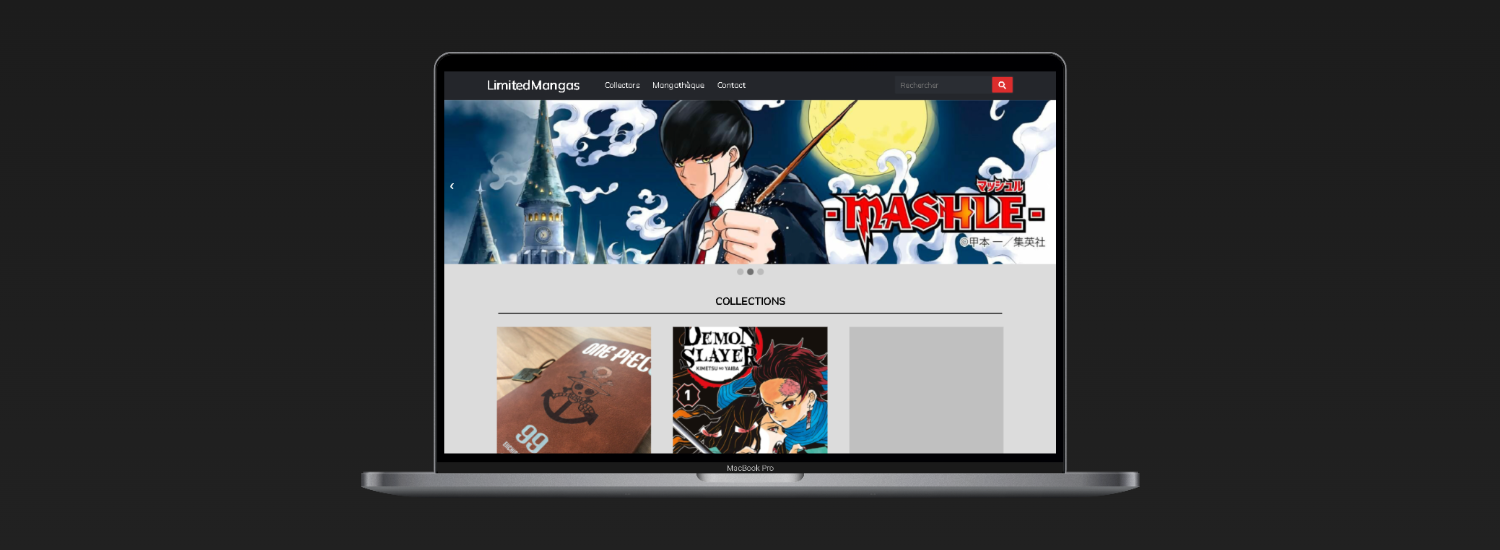 LimitedMangas
Collectors
Mangathèque
Contact
Rechercher
マッシュル
-MASHLE-
©甲本 一／集英社
COLLECTIONS
ONE PIECE
99
DEMON
SLAYER
KIMETSU NO YAIBA
1
MacBook Pro